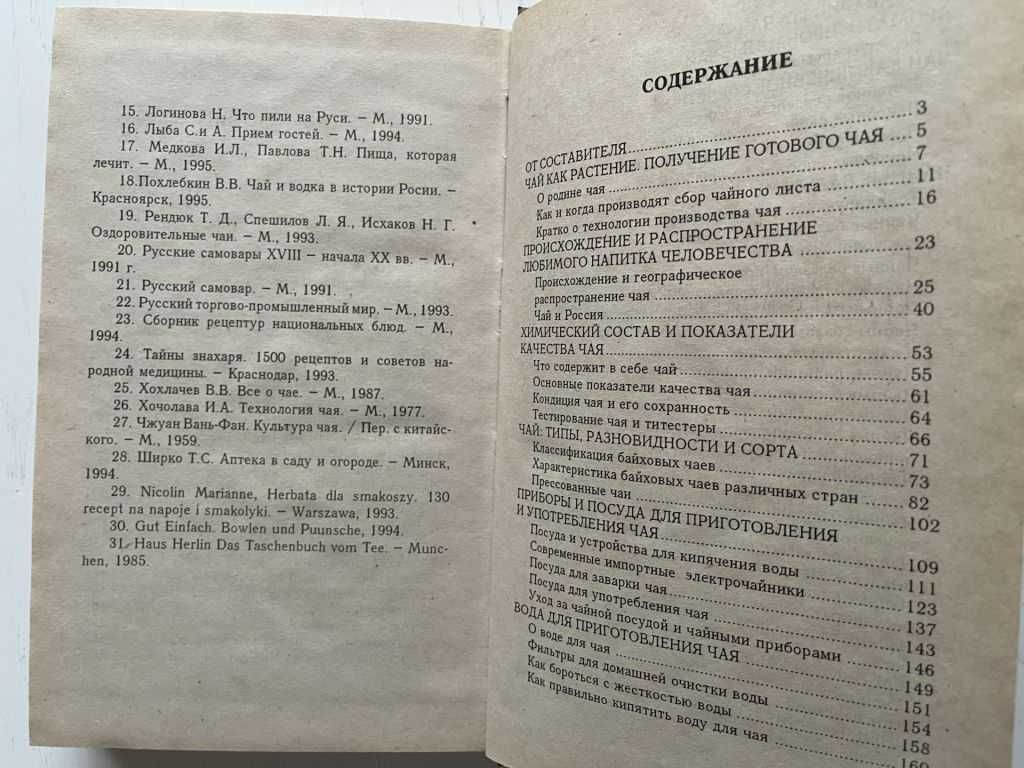 15. Логинова Н. Что пили на Руси. – М., 1991.
16. Лыба С.и А. Прием гостей. – М., 1994.
17. Медкова И.Л., Павлова Т.Н. Пища, которая
лечит. – М., 1995.
18.Похлебкин В.В. Чай и водка в истории Росии. –
Красноярск, 1995.
19. Рендюк Т. Д., Спешилов Л. Я., Исхаков Н. Г.
Оздоровительные чаи. – М., 1993.
20. Русские самовары XVIII – начала XX вв. – М.,
1991 г.
21. Русский самовар. – М., 1991.
22. Русский торгово-промышленный мир. – М., 1993.
23. Сборник рецептур национальных блюд. – М.,
1994.
24. Тайны знахаря. 1500 рецептов и советов на-
родной медицины. – Краснодар, 1993.
25. Хохлачев В.В. Все о чае. – М., 1987.
26. Хочолава И.А. Технология чая. – М., 1977.
27. Чжуан Вань-Фан. Культура чая. / Пер. с китайс-
кого. – М., 1959.
28. Ширко Т.С. Аптека в саду и огороде. – Минск,
1994.
29. Nicolin Marianne, Herbata dla smakoszy. 130
recept na napoje i smakolyki. – Warszawa, 1993.
30. Gut Einfach. Bowlen und Puunsche, 1994.
31. Haus Herlin Das Taschenbuch vom Tee. – Munc-
hen, 1985.
СОДЕРЖАНИЕ
ОТ СОСТАВИТЕЛЯ 3
ЧАЙ КАК РАСТЕНИЕ. ПОЛУЧЕНИЕ ГОТОВОГО ЧАЯ 5
О родине чая 7
Как и когда производят сбор чайного листа 11
Кратко о технологии производства чая 16
ПРОИСХОЖДЕНИЕ И РАСПРОСТРАНЕНИЕ
ЛЮБИМОГО НАПИТКА ЧЕЛОВЕЧЕСТВА 23
Происхождение и географическое
распространение чая 25
Чай и Россия 40
ХИМИЧЕСКИЙ СОСТАВ И ПОКАЗАТЕЛИ
КАЧЕСТВА ЧАЯ 53
Что содержит в себе чай 55
Основные показатели качества чая 61
Кондиция чая и его сохранность 64
Тестирование чая и титестеры 66
ЧАЙ: ТИПЫ, РАЗНОВИДНОСТИ И СОРТА 71
Классификация байховых чаев 73
Характеристика байховых чаев различных стран 82
Прессованные чаи 102
ПРИБОРЫ И ПОСУДА ДЛЯ ПРИГОТОВЛЕНИЯ
И УПОТРЕБЛЕНИЯ ЧАЯ 109
Посуда и устройства для кипячения воды 111
Современные импортные электрочайники 123
Посуда для заварки чая 137
Посуда для употребления чая 143
Уход за чайной посудой и чайными приборами 146
ВОДА ДЛЯ ПРИГОТОВЛЕНИЯ ЧАЯ 149
О воде для чая 151
Фильтры для домашней очистки воды 154
Как бороться с жесткостью воды 158
Как правильно кипятить воду для чая 160